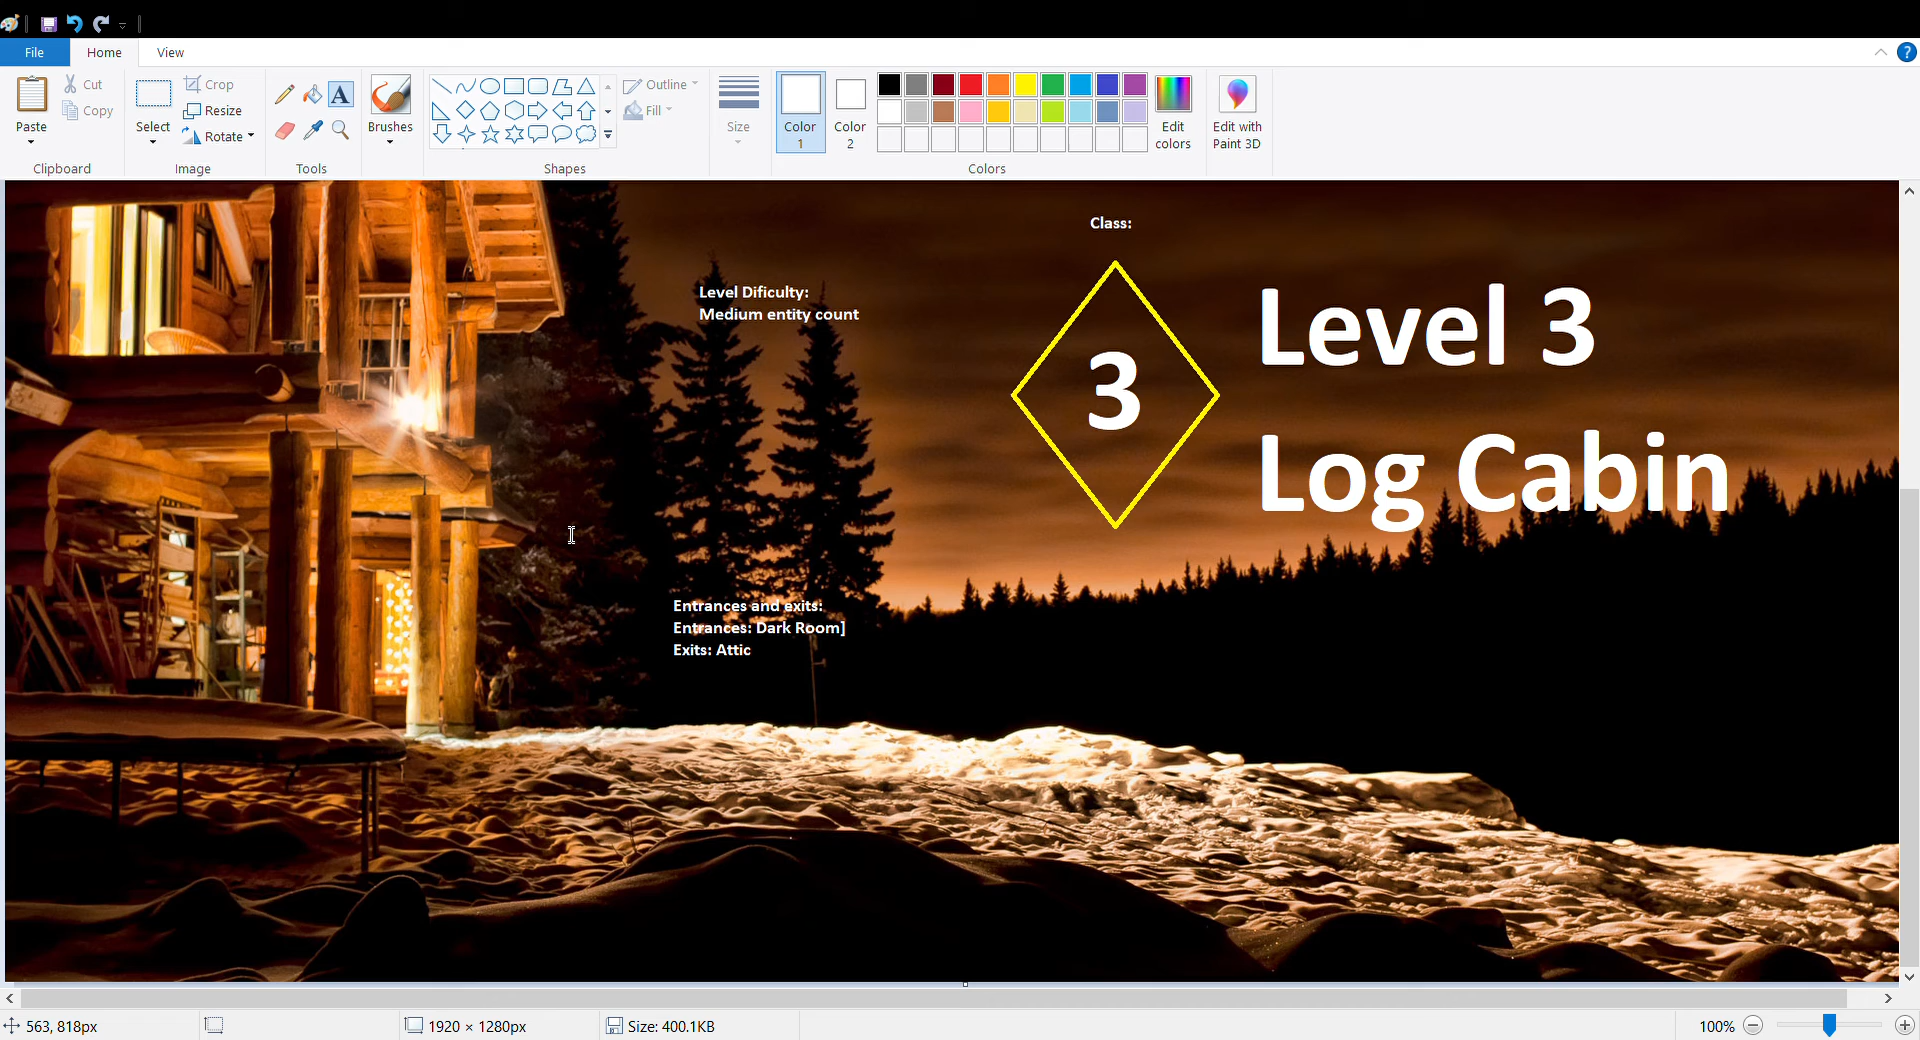 File
Home
View
Paste
Cut
Copy
Clipboard
Select
Crop
Resize
Rotate
Image
A
Tools
Brushes
Shapes
Outline
Fill
Size
Color
1
Color
2
Edit
colors
Colors
Edit with
Paint 3D
?
Class:
Level Dificulty:
Medium entity count
3
Level 3
Log Cabin
Entrances and exits:
Entrances: Dark Room]
Exits: Attic
563, 818px
1920 × 1280px
Size: 400.1KB
100%